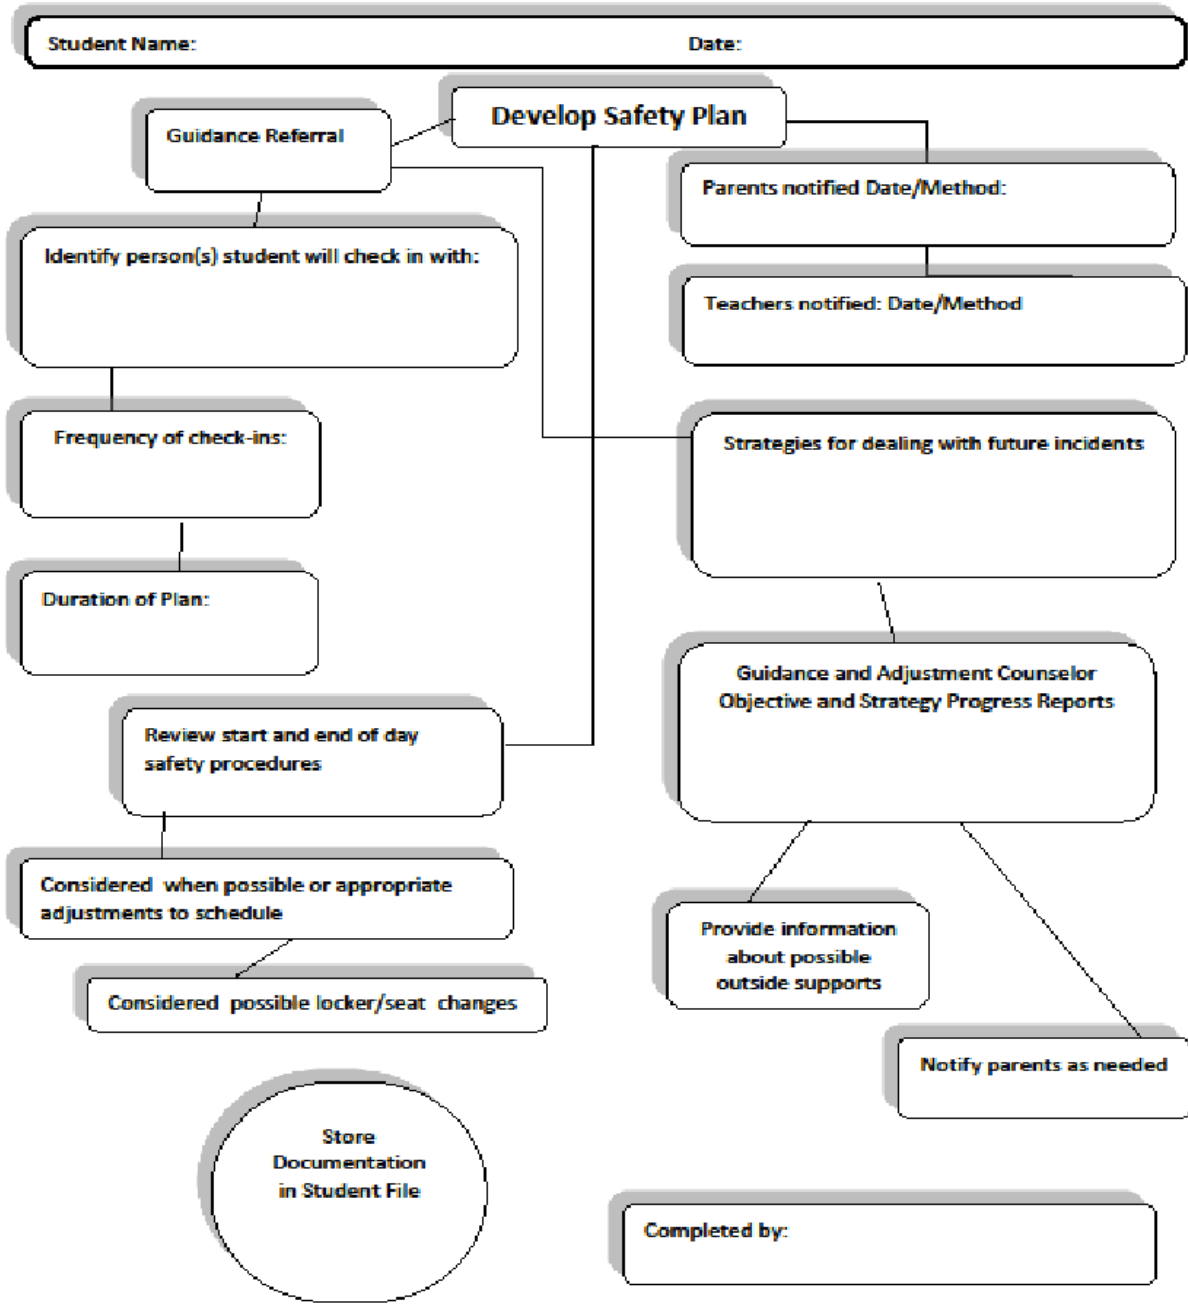 Student Name: Date:
Develop Safety Plan
Guidance Referral
Parents notified Date/Method:
Identify person(s) student will check in with:
Teachers notified: Date/Method
Frequency of check-ins:
Strategies for dealing with future incidents
Duration of Plan:
Guidance and Adjustment Counselor
Objective and Strategy Progress Reports
Review start and end of day
safety procedures
Considered when possible or appropriate
adjustments to schedule
Provide information
about possible
outside supports
Considered possible locker/seat changes
Notify parents as needed
Store
Documentation
in Student File
Completed by: